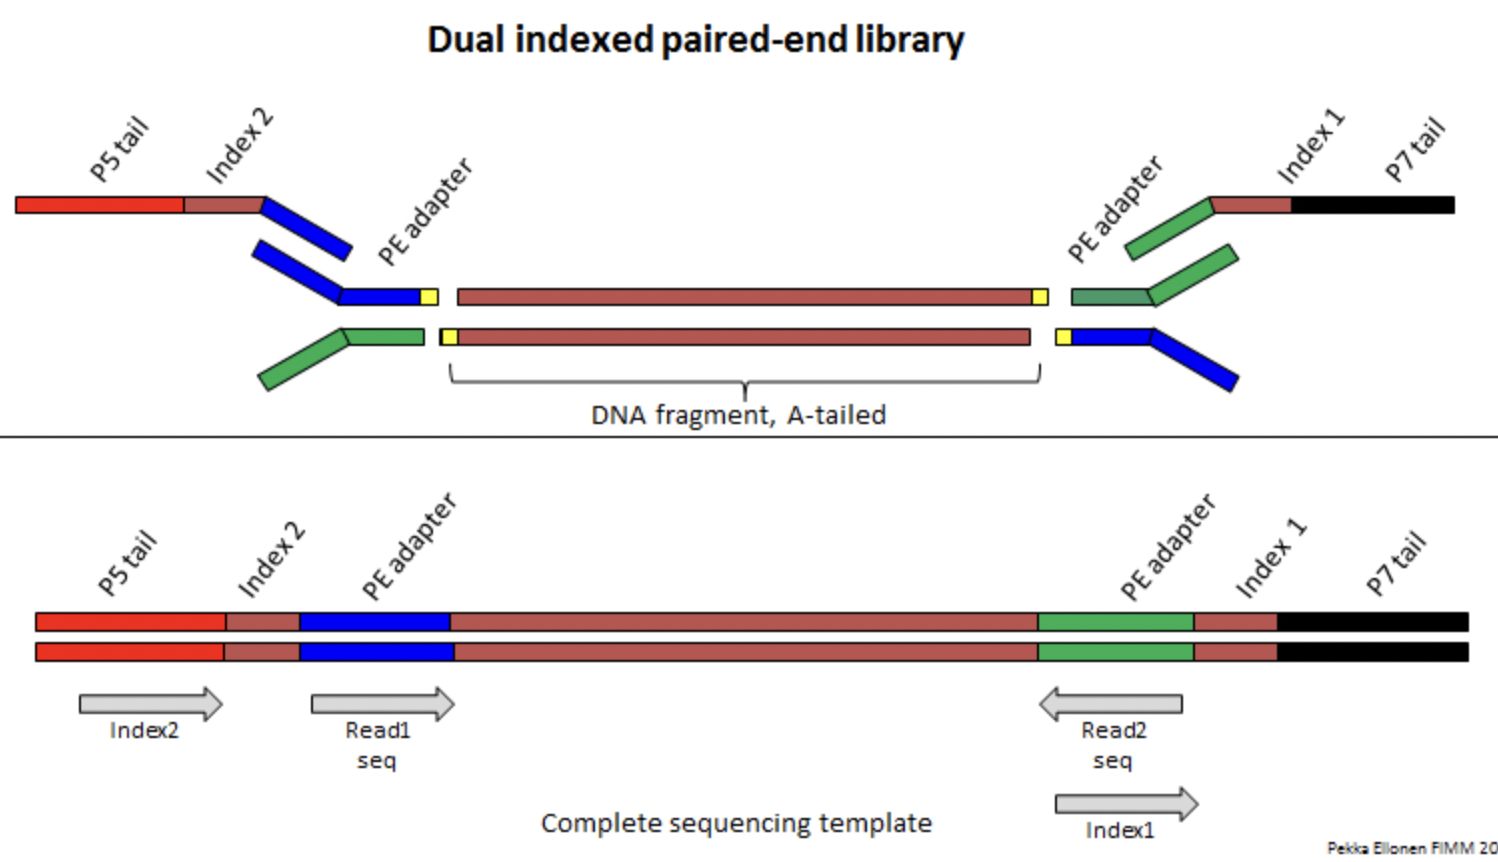 Dual indexed paired-end library
P5 tail
Index 2
PE adapter
PE adapter
Index 1
P7 tail
DNA fragment, A-tailed
P5 tail
Index 2
PE adapter
PE adapter
Index 1
P7 tail
Index2
Read1
seq
Read2
seq
Index1
Complete sequencing template
Pekka Ellonen FIMM 20